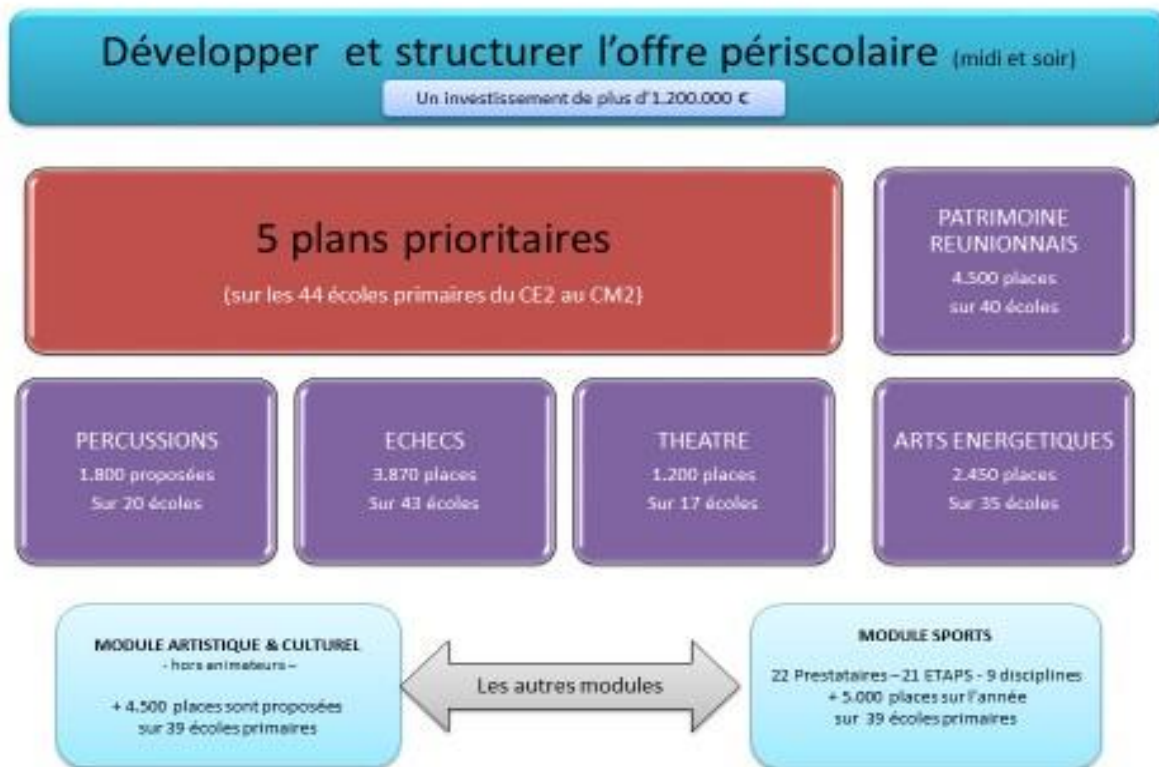 Développer et structurer l'offre périscolaire (midi et soir)
Un investissement de plus d'1.200.000 €
5 plans prioritaires
(sur les 44 écoles primaires du CE2 au CM2)
PATRIMOINE
REUNIONNAIS
4.500 places
sur 40 écoles
PERCUSSIONS
1.800 proposées
Sur 20 écoles
ECHECS
3.870 places
Sur 43 écoles
THEATRE
1.200 places
Sur 17 écoles
ARTS ENERGETIQUES
2.450 places
Sur 35 écoles
MODULE ARTISTIQUE & CULTUREL
- hors animateurs –
+ 4.500 places sont proposées
sur 39 écoles primaires
Les autres modules
MODULE SPORTS
22 Prestataires – 21 ETAPS - 9 disciplines
+ 5.000 places sur l'année
sur 39 écoles primaires